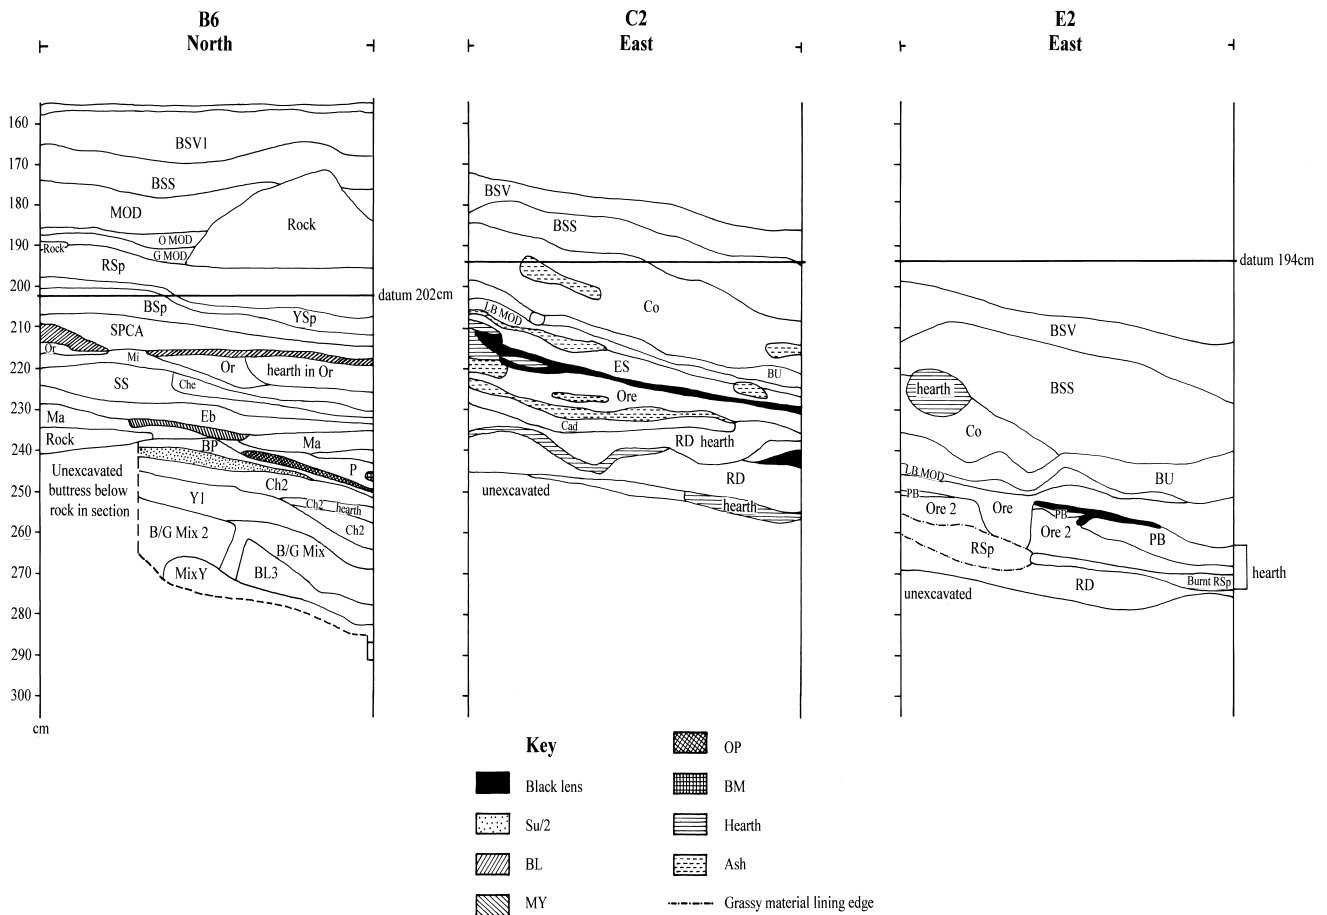 B6
North
C2
East
E2
East
160
170
180
190
200
210
220
230
240
250
260
270
280
290
300
cm
BSV1
BSS
MOD
Rock
O MOD
Rock
G MOD
RSp
datum 202cm
BSp
YSp
SPCA
Or
Mi
Or
hearth in Or
SS
Che
Ma
Eb
Rock
BP
Ma
P
Unexcavated
buttress below
rock in section
Ch2
Y1
Ch2 hearth
Ch2
B/G Mix 2
B/G Mix
MixY
BL3
BSV
BSS
Co
LB MOD
ES
BU
Ore
Cad
RD hearth
RD
unexcavated
hearth
datum 194cm
BSV
BSS
hearth
Co
LB MOD
BU
PB
Ore 2
Ore
PB
Ore 2
PB
RSp
RD
Burnt RSp
hearth
unexcavated
Key
Black lens
Su/2
BL
MY
OP
BM
Hearth
Ash
Grassy material lining edge